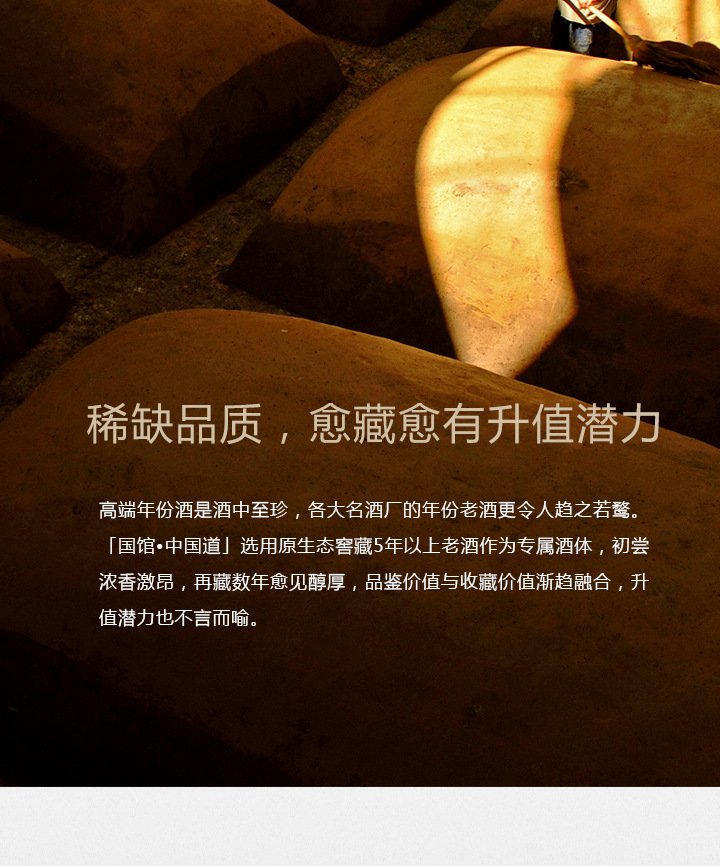 稀缺品质，愈藏愈有升值潜力
高端年份酒是酒中至珍，各大名酒厂的年份老酒更令人趋之若鹜。
「国馆•中国道」选用原生态窖藏5年以上老酒作为专属酒体，初尝
浓香激昂，再藏数年愈见醇厚，品鉴价值与收藏价值渐趋融合，升
值潜力也不言而喻。